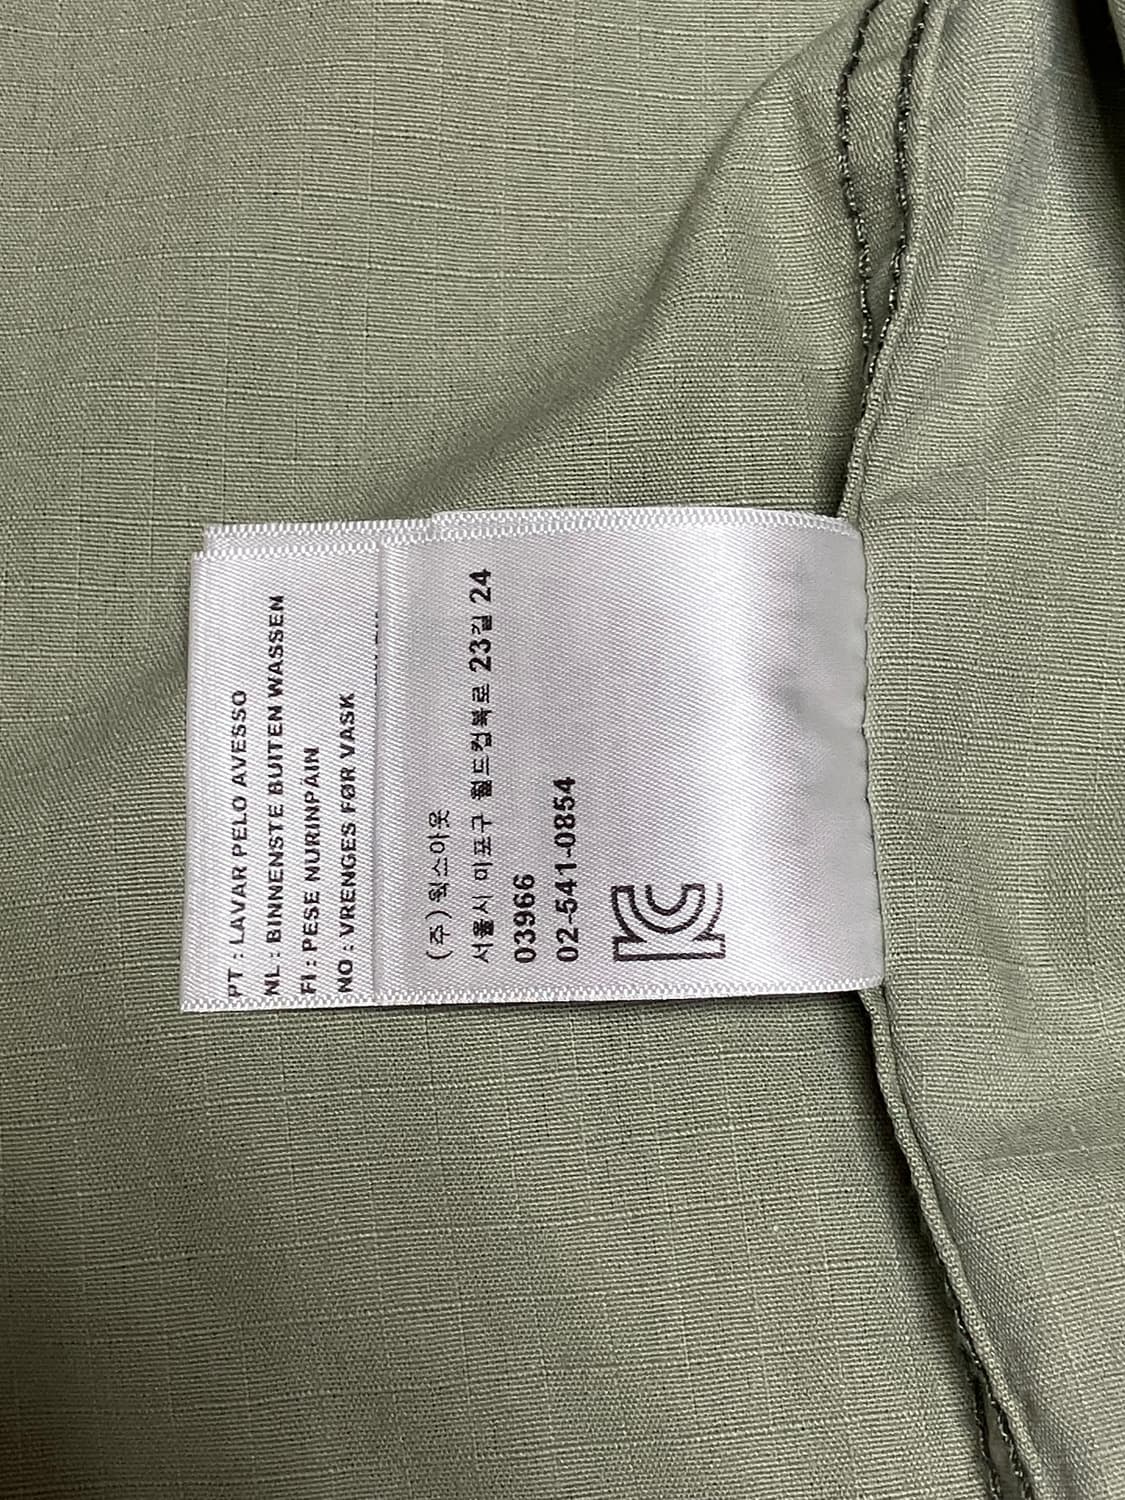 PT : LAVAR PELO AVESSO
NL : BINNENSTE BUITEN WASSEN
FI : PESE NURINPÄIN
NO : VRENGES FØR VASK
(주) 웍스아웃
서울시 마포구 월드컵북로 23길 24
03966
02-541-0854